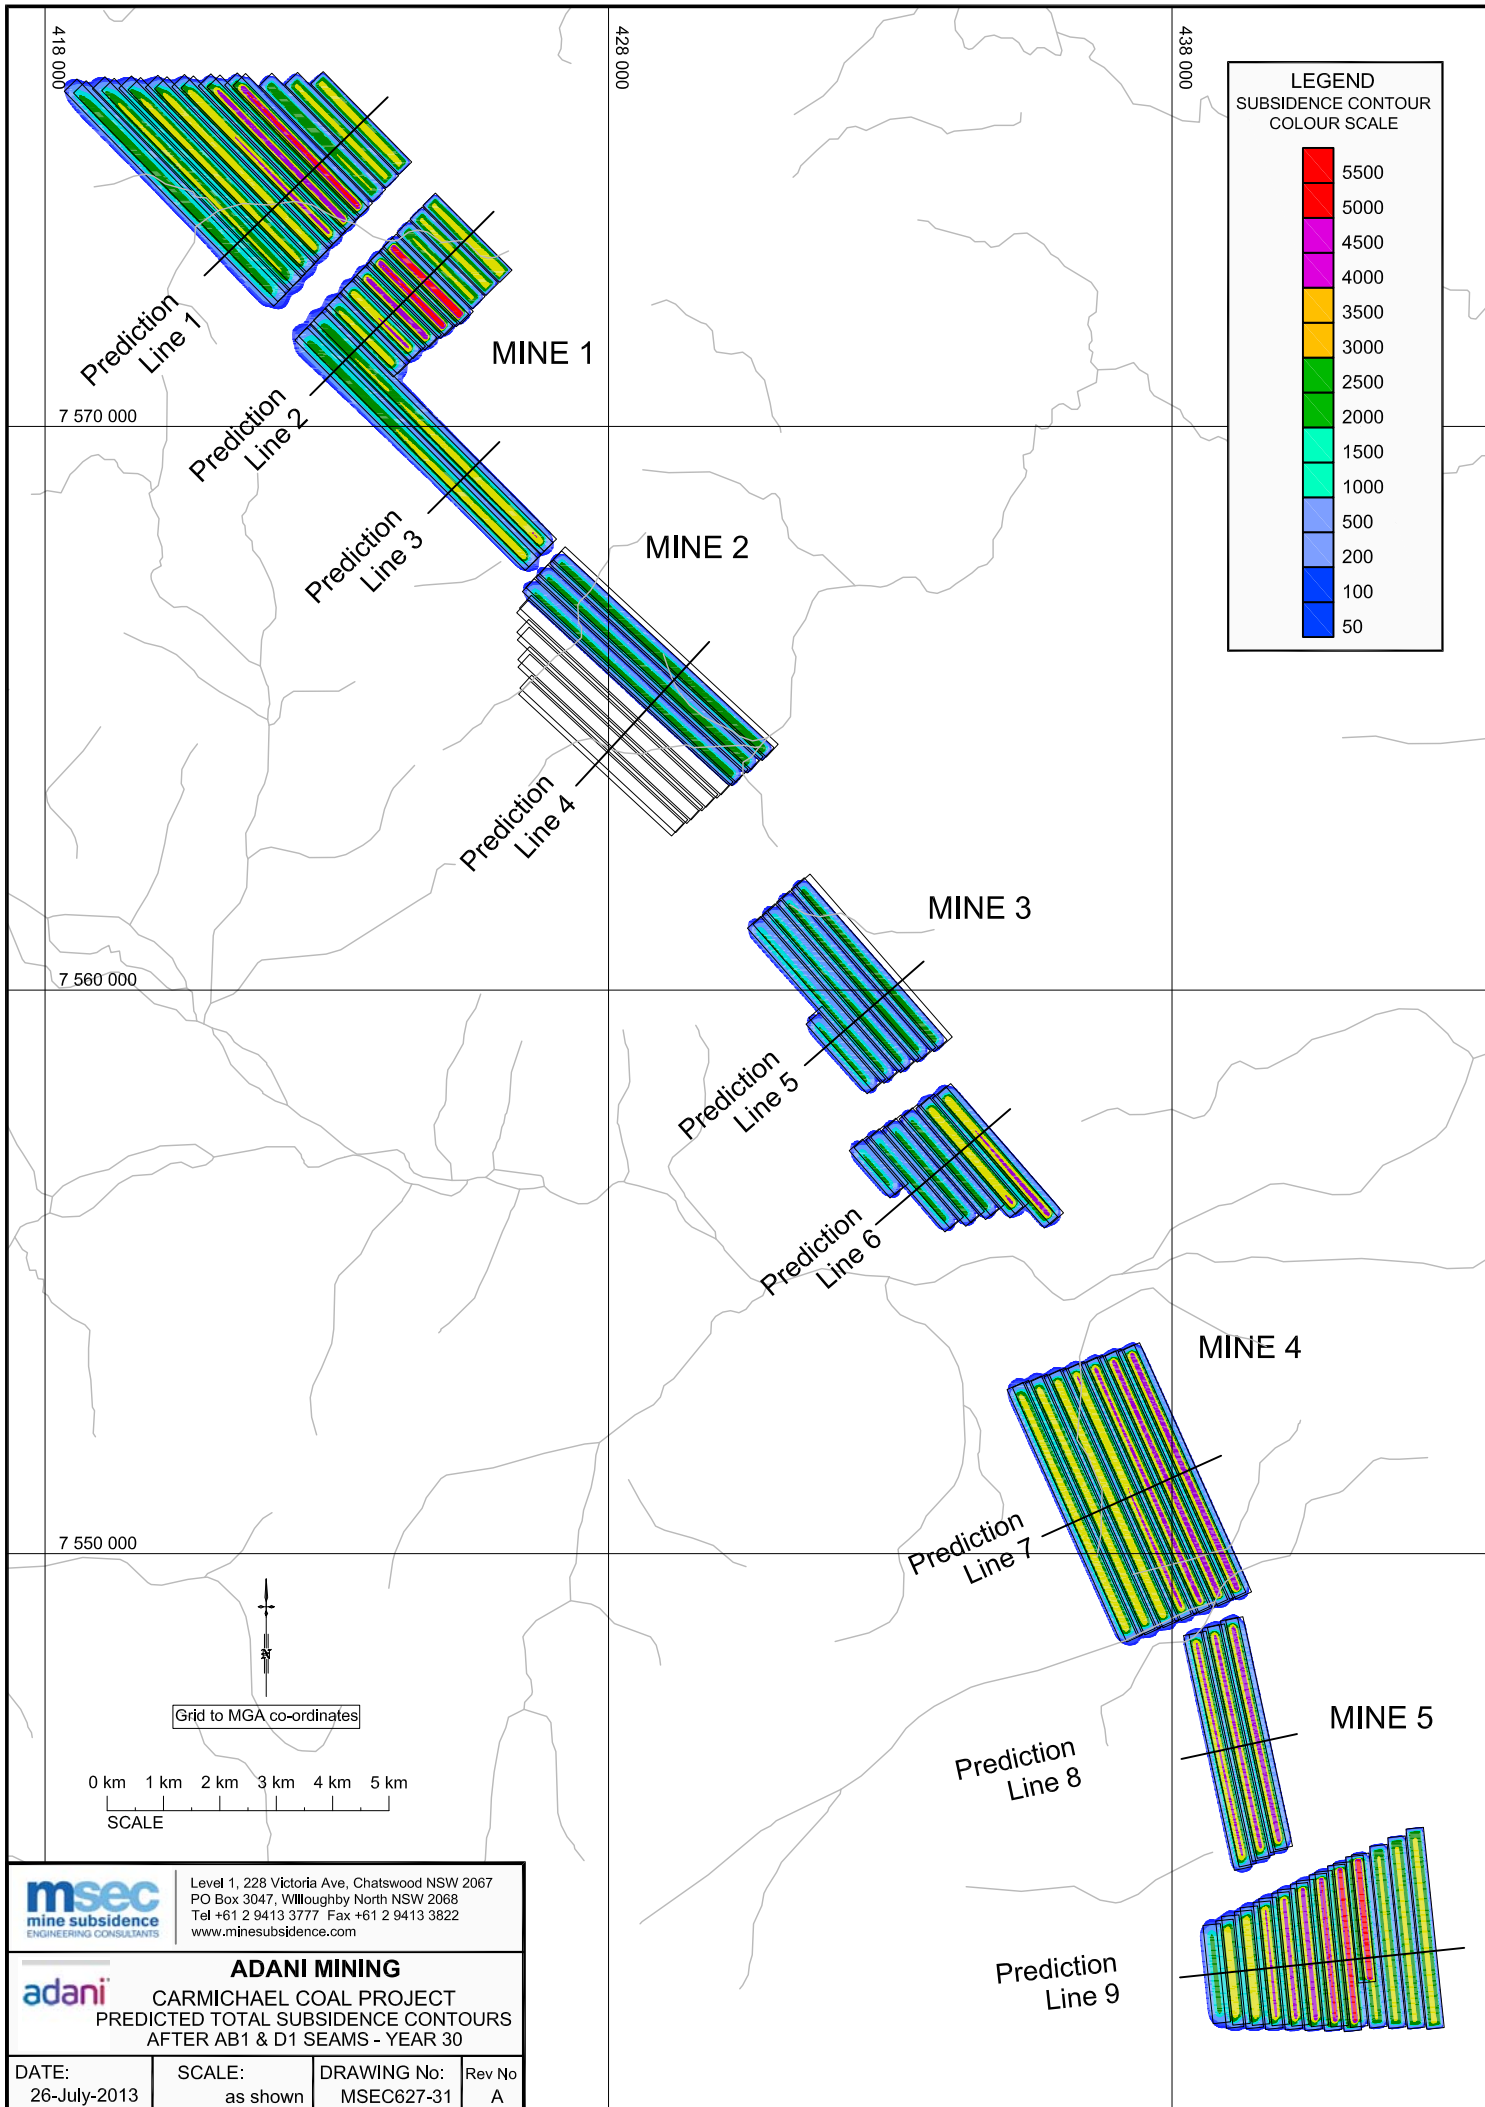 418 000
428 000
438 000
LEGEND
SUBSIDENCE CONTOUR
COLOUR SCALE
5500
5000
4500
4000
3500
3000
2500
2000
1500
1000
500
200
100
50
Prediction
Line 1
MINE 1
7 570 000
Prediction
Line 2
Prediction
Line 3
MINE 2
Prediction
Line 4
MINE 3
7 560 000
Prediction
Line 5
Prediction
Line 6
MINE 4
7 550 000
Prediction
Line 7
N
Grid to MGA co-ordinates
MINE 5
Prediction
Line 8
0 km 1 km 2 km 3 km 4 km 5 km
SCALE
Prediction
Line 9
msec
mine subsidence
ENGINEERING CONSULTANTS
Level 1, 228 Victoria Ave, Chatswood NSW 2067
PO Box 3047, Willoughby North NSW 2068
Tel +61 2 9413 3777 Fax +61 2 9413 3822
www.minesubsidence.com
adani
ADANI MINING
CARMICHAEL COAL PROJECT
PREDICTED TOTAL SUBSIDENCE CONTOURS
AFTER AB1 & D1 SEAMS - YEAR 30
DATE:
26-July-2013
SCALE:
as shown
DRAWING No:
MSEC627-31
Rev No
A